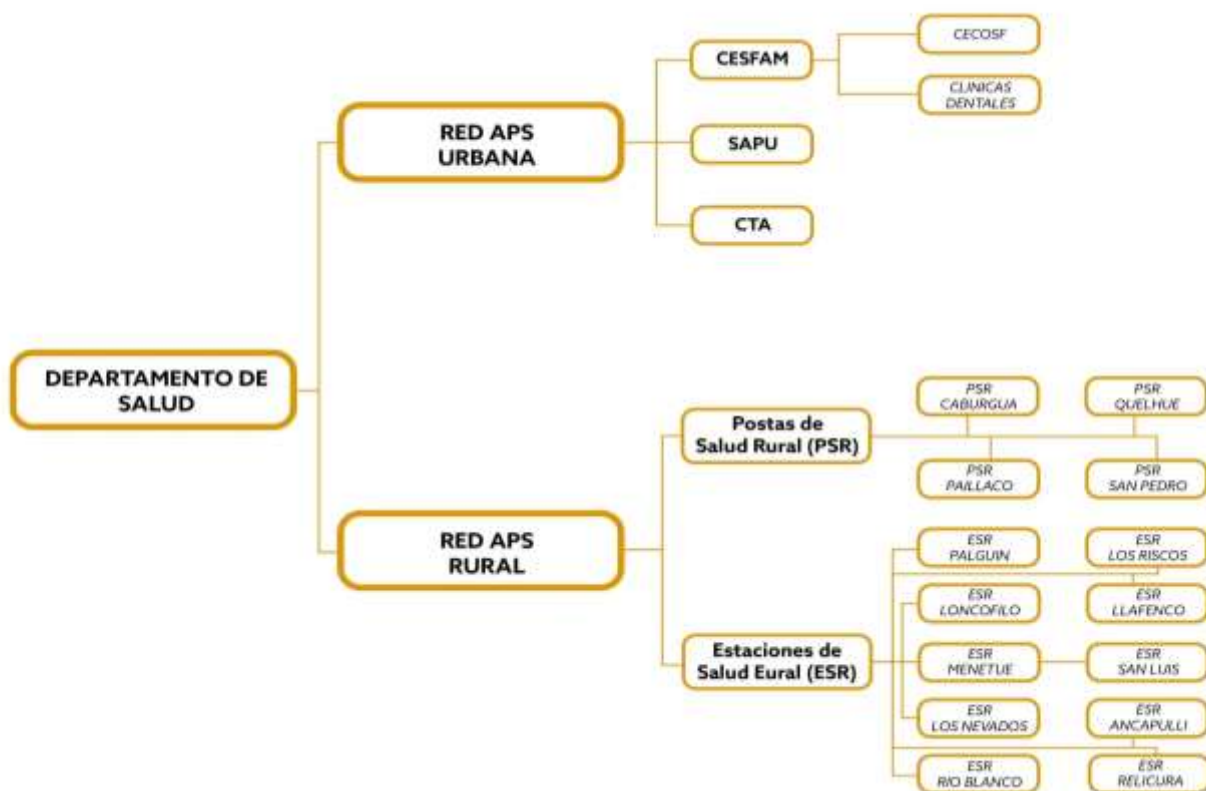 DEPARTAMENTO DE
SALUD
RED APS
URBANA
CESFAM
CECOSF
CLINICAS
DENTALES
SAPU
CTA
RED APS
RURAL
Postas de
Salud Rural (PSR)
PSR
CABURGUA
PSR
QUELHUE
PSR
PAILLACO
PSR
SAN PEDRO
Estaciones de
Salud Eural (ESR)
ESR
PALGUIN
ESR
LOS RISCOS
ESR
LONCOFILO
ESR
LLAFENCO
ESR
MENETUE
ESR
SAN LUIS
ESR
LOS NEVADOS
ESR
ANCAPULLI
ESR
RIO BLANCO
ESR
RELICURA